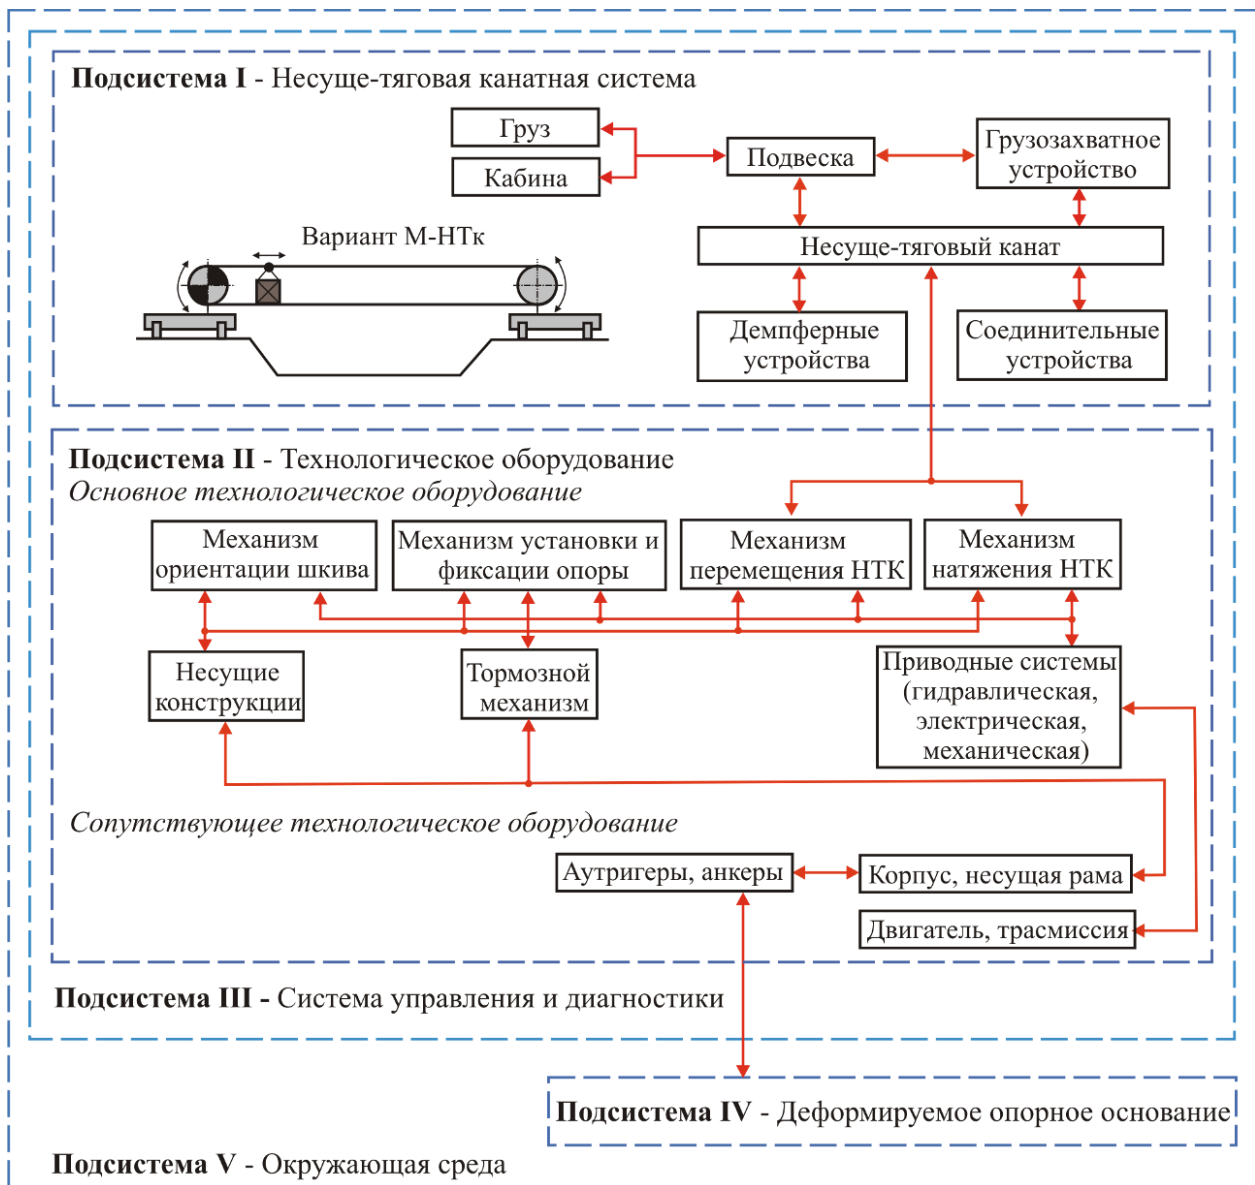 Подсистема I - Несуще-тяговая канатная система
Груз
Кабина
Подвеска
Грузозахватное
устройство
Вариант М-НТк
Несуще-тяговый канат
Демпферные
устройства
Соединительные
устройства
Подсистема II - Технологическое оборудование
Основное технологическое оборудование
Механизм
ориентации шкива
Механизм установки и
фиксации опоры
Механизм
перемещения НТК
Механизм
натяжения НТК
Несущие
конструкции
Тормозной
механизм
Приводные системы
(гидравлическая,
электрическая,
механическая)
Сопутствующее технологическое оборудование
Аутригеры, анкеры
Корпус, несущая рама
Двигатель, трасмиссия
Подсистема III - Система управления и диагностики
Подсистема IV - Деформируемое опорное основание
Подсистема V - Окружающая среда